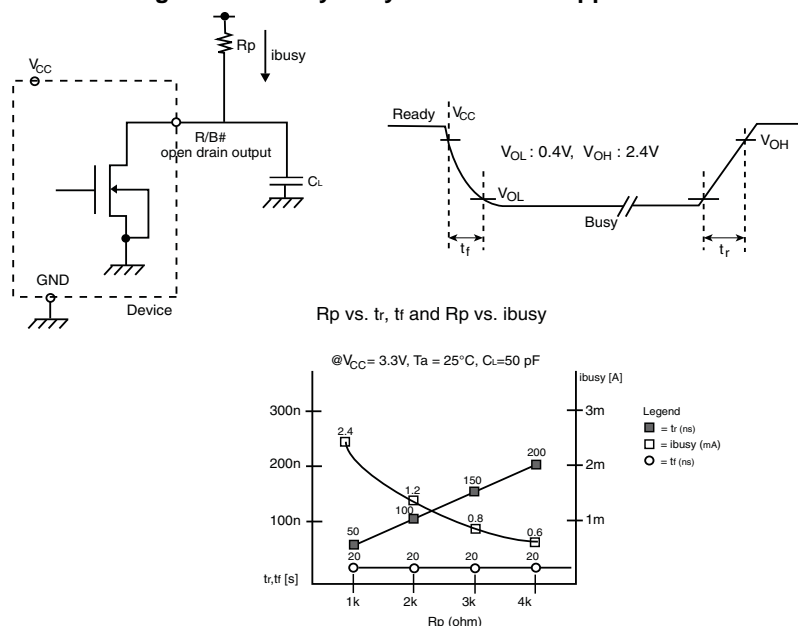 Rp
ibusy
VCC
R/B#
open drain output
CL
GND
Device
Ready
VCC
VOL : 0.4V, VOH : 2.4V
VOH
VOL
Busy
tf
tr
Rp vs. tr, tf and Rp vs. ibusy
@VCC = 3.3V, Ta = 25°C, CL=50 pF
ibusy [A]
300n
3m
Legend
= tr (ns)
= ibusy (mA)
= tf (ns)
2.4
200n
200
2m
150
1.2
100n
100
1m
0.8
0.6
50
20
20
20
20
tr,tf [s]
1k
2k
3k
4k
Rp (ohm)